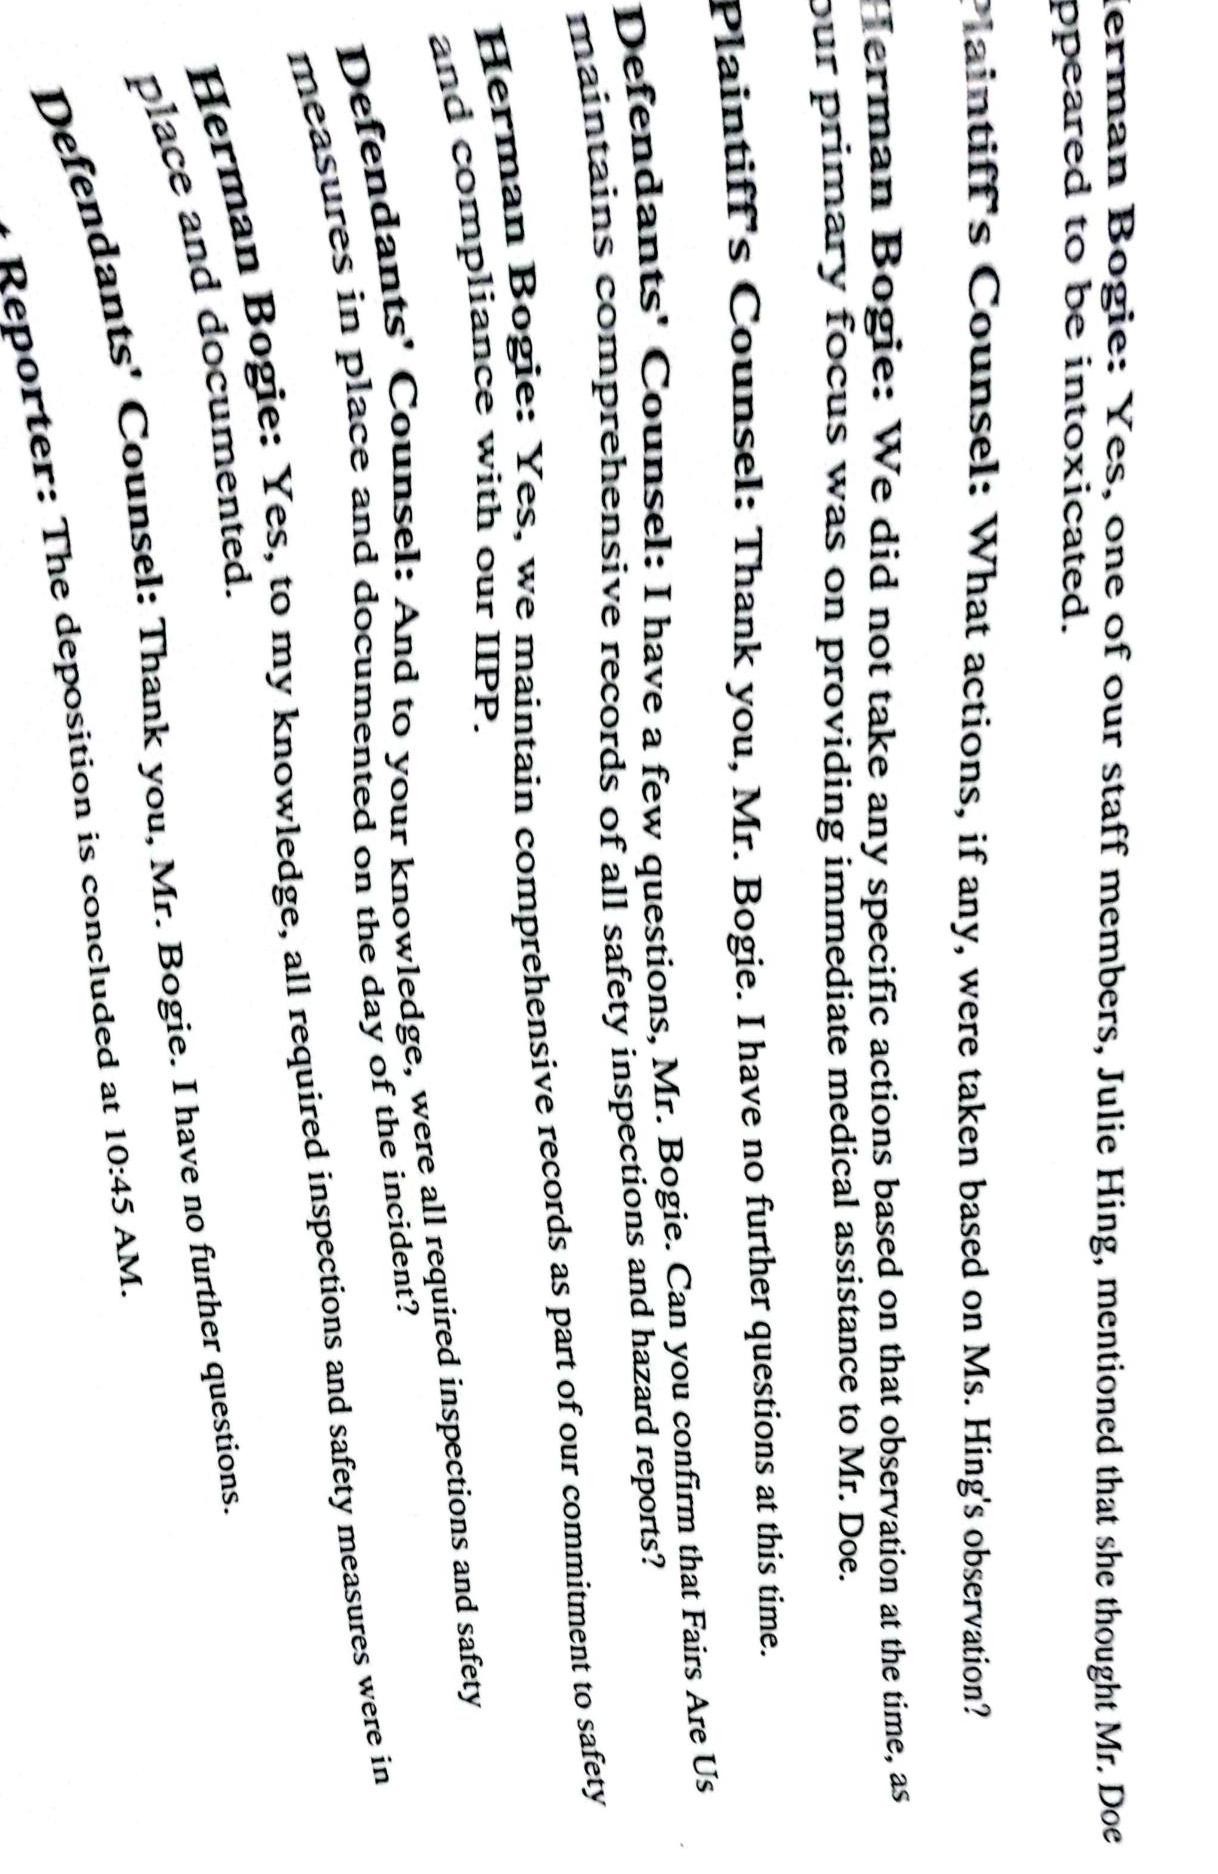 erman Bogie: Yes, one of our staff members, Julie Hing, mentioned that she thought Mr. Doe
ppeared to be intoxicated.
Plaintiff's Counsel: What actions, if any, were taken based on Ms. Hing's observation?
Herman Bogie: We did not take any specific actions based on that observation at the time, as
our primary focus was on providing immediate medical assistance to Mr. Doe.
Plaintiff's Counsel: Thank you, Mr. Bogie. I have no further questions at this time.
Defendants' Counsel: I have a few questions, Mr. Bogie. Can you confirm that Fairs Are Us
maintains comprehensive records of all safety inspections and hazard reports?
Herman Bogie: Yes, we maintain comprehensive records as part of our commitment to safety
and compliance with our IIPP.
Defendants' Counsel: And to your knowledge, were all required inspections and safety
measures in place and documented on the day of the incident?
Herman Bogie: Yes, to my knowledge, all required inspections and safety measures were in
place and documented.
Defendants' Counsel: Thank you, Mr. Bogie. I have no further questions.
Reporter: The deposition is concluded at 10:45 AM.